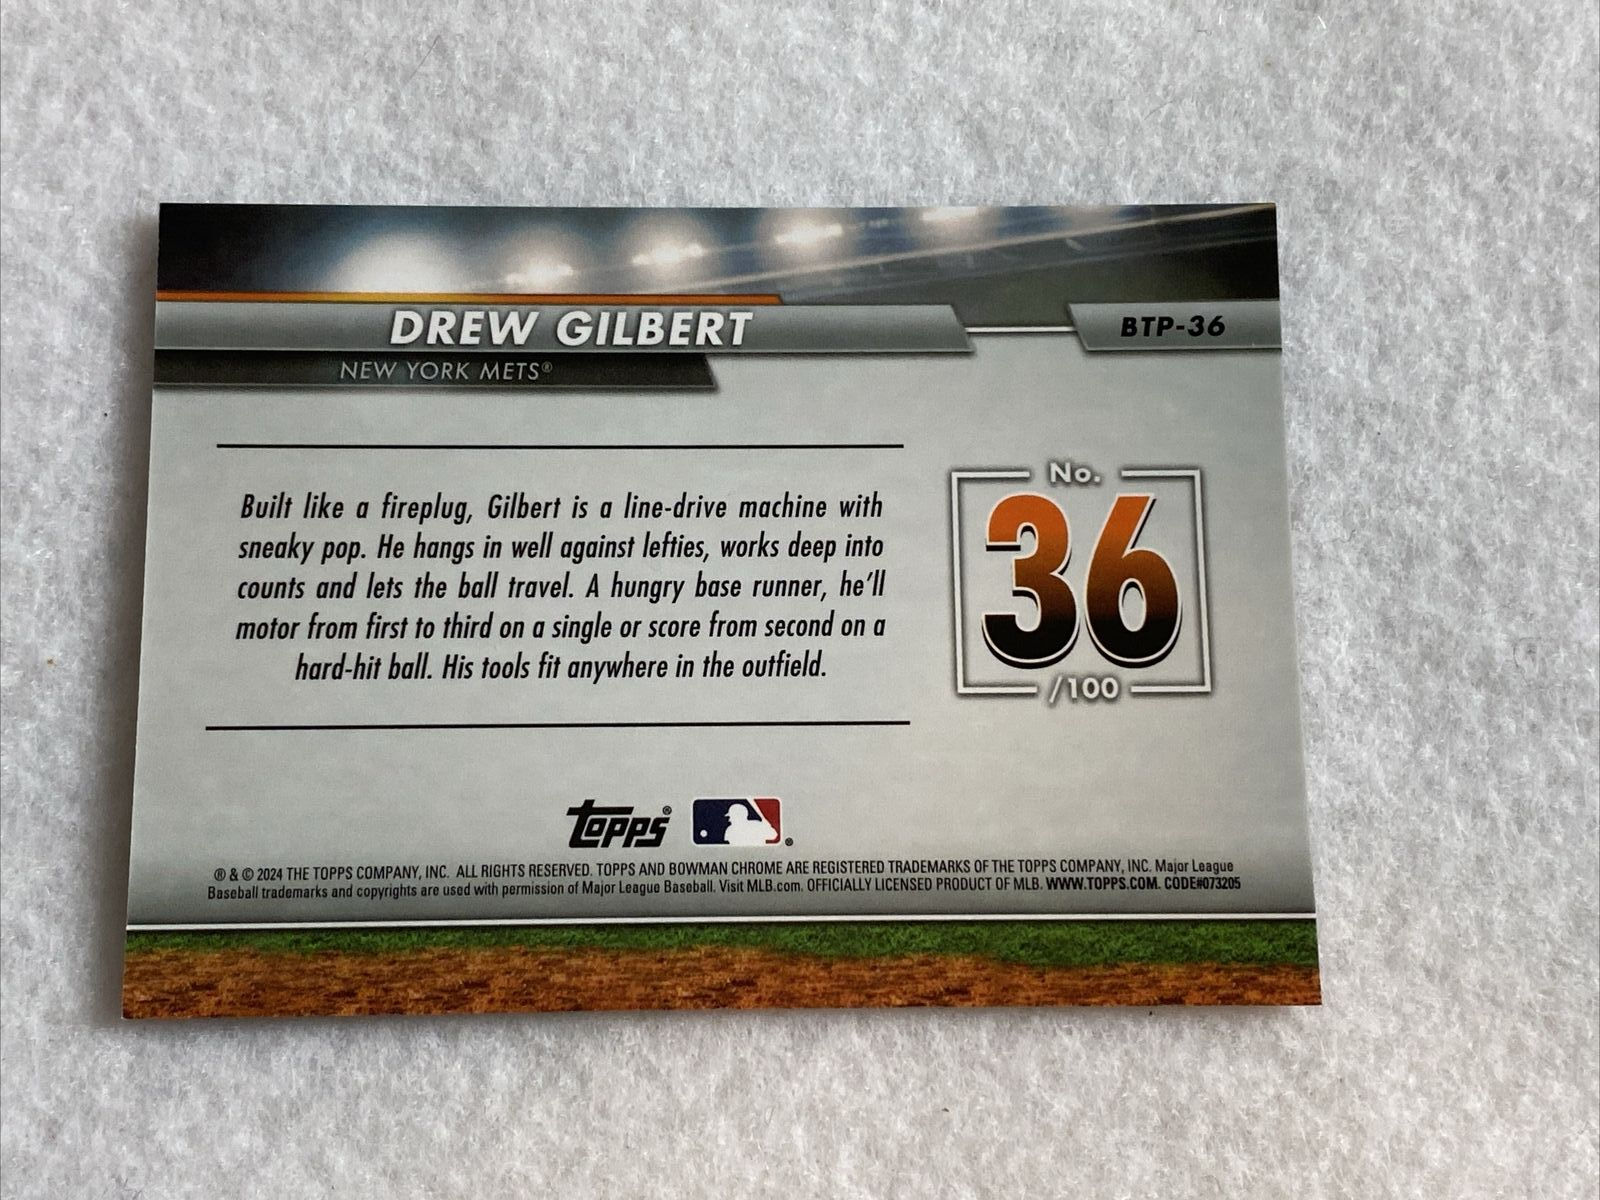 DREW GILBERT
BTP-36
NEW YORK METS®
Built like a fireplug, Gilbert is a line-drive machine with
sneaky pop. He hangs in well against lefties, works deep into
counts and lets the ball travel. A hungry base runner, he'll
motor from first to third on a single or score from second on a
hard-hit ball. His tools fit anywhere in the outfield.
No.
36
/100
Topps®
® & © 2024 THE TOPPS COMPANY, INC. ALL RIGHTS RESERVED. TOPPS AND BOWMAN CHROME ARE REGISTERED TRADEMARKS OF THE TOPPS COMPANY, INC. Major League
Baseball trademarks and copyrights are used with permission of Major League Baseball. Visit MLB.com. OFFICIALLY LICENSED PRODUCT OF MLB. WWW.TOPPS.COM. CODE#073205